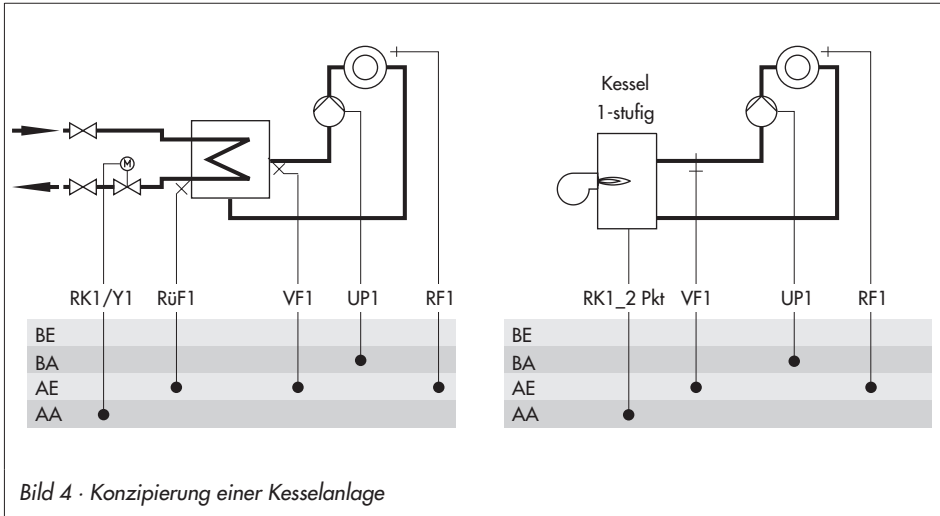 Kessel
1-stufig
M
RK1/Y1 RüF1 VF1 UP1 RF1
BE
BA
AE
AA
RK1_2 Pkt VF1 UP1 RF1
BE
BA
AE
AA
Bild 4 · Konzipierung einer Kesselanlage